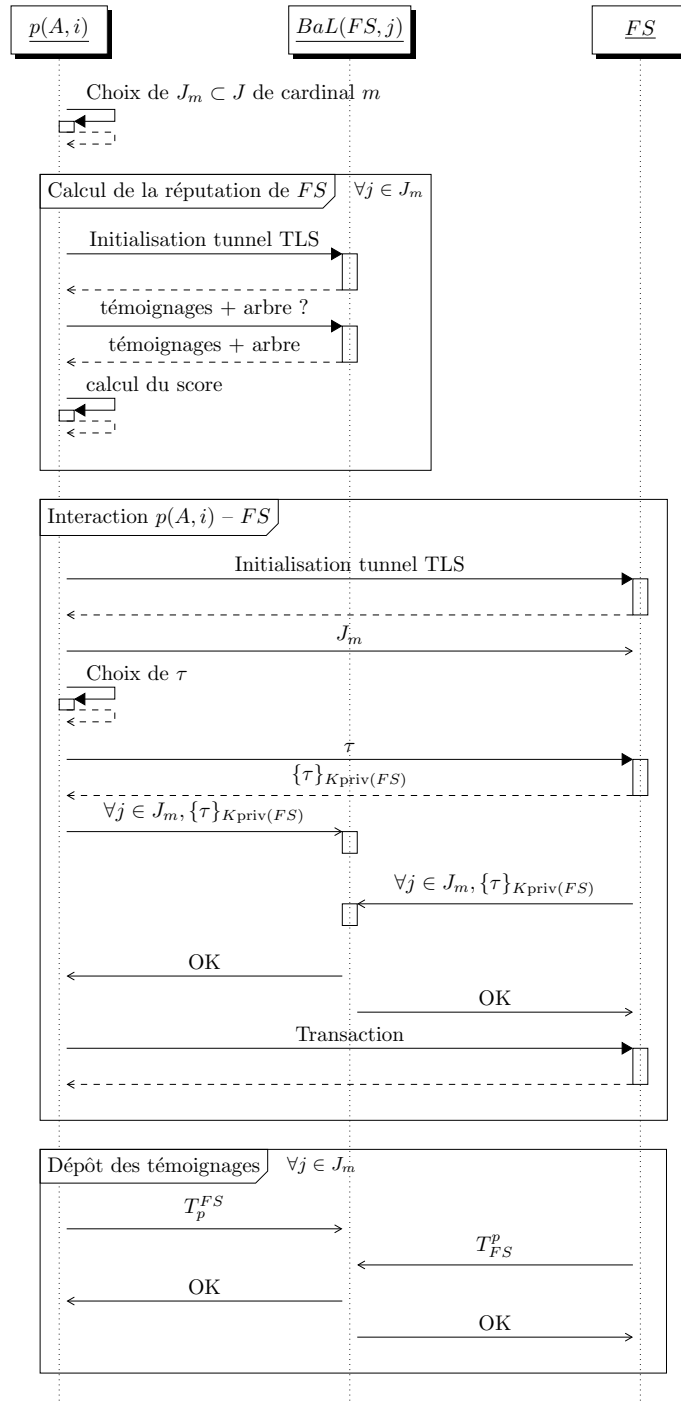 p(A, i) BaL(FS, j) FS
Choix de J_m ⊂ J de cardinal m
Calcul de la réputation de FS ∀j ∈ J_m
Initialisation tunnel TLS
témoignages + arbre ?
témoignages + arbre
calcul du score
Interaction p(A, i) – FS
Initialisation tunnel TLS
J_m
Choix de τ
τ
{τ}_{Kpriv(FS)}
∀j ∈ J_m, {τ}_{Kpriv(FS)}
∀j ∈ J_m, {τ}_{Kpriv(FS)}
OK
OK
Transaction
Dépôt des témoignages ∀j ∈ J_m
T_p^{FS}
T_{FS}^p
OK
OK